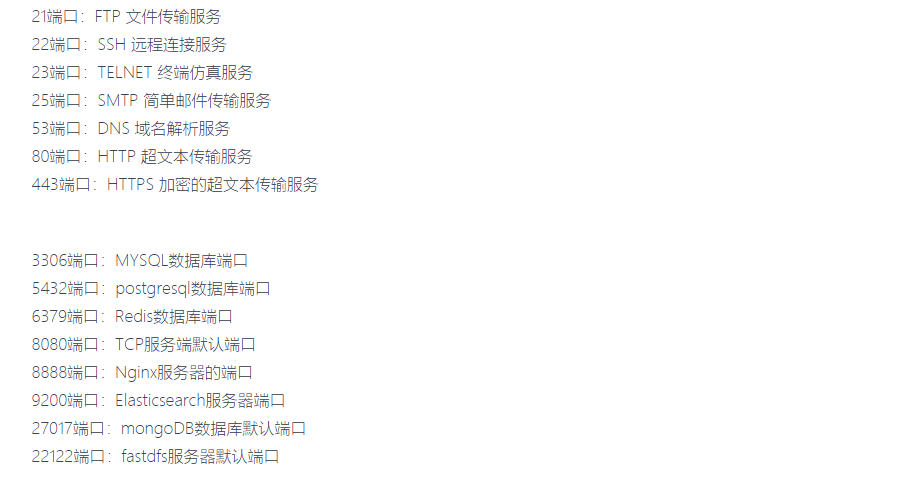 21端口：FTP 文件传输服务
22端口：SSH 远程连接服务
23端口：TELNET 终端仿真服务
25端口：SMTP 简单邮件传输服务
53端口：DNS 域名解析服务
80端口：HTTP 超文本传输服务
443端口：HTTPS 加密的超文本传输服务
3306端口：MYSQL数据库端口
5432端口：postgresql数据库端口
6379端口：Redis数据库端口
8080端口：TCP服务端默认端口
8888端口：Nginx服务器的端口
9200端口：Elasticsearch服务器端口
27017端口：mongoDB数据库默认端口
22122端口：fastdfs服务器默认端口